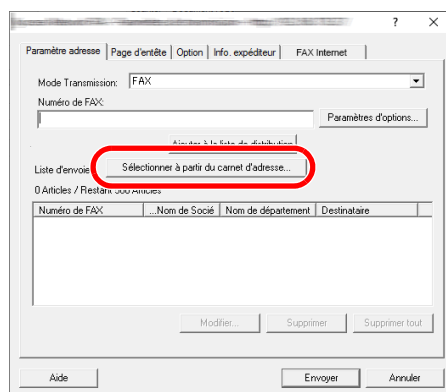 ? ×
Paramètre adresse Page d'entête Option Info. expéditeur FAX Internet
Mode Transmission: FAX
Numéro de FAX:
Paramètres d'options...
Ajouter à la liste de distribution
Liste d'envoie Sélectionner à partir du carnet d'adresse...
0 Articles / Restant 500 Articles
Numéro de FAX ...Nom de Socié Nom de département Destinataire
Modifier... Supprimer Supprimer tout
Aide Envoyer Annuler